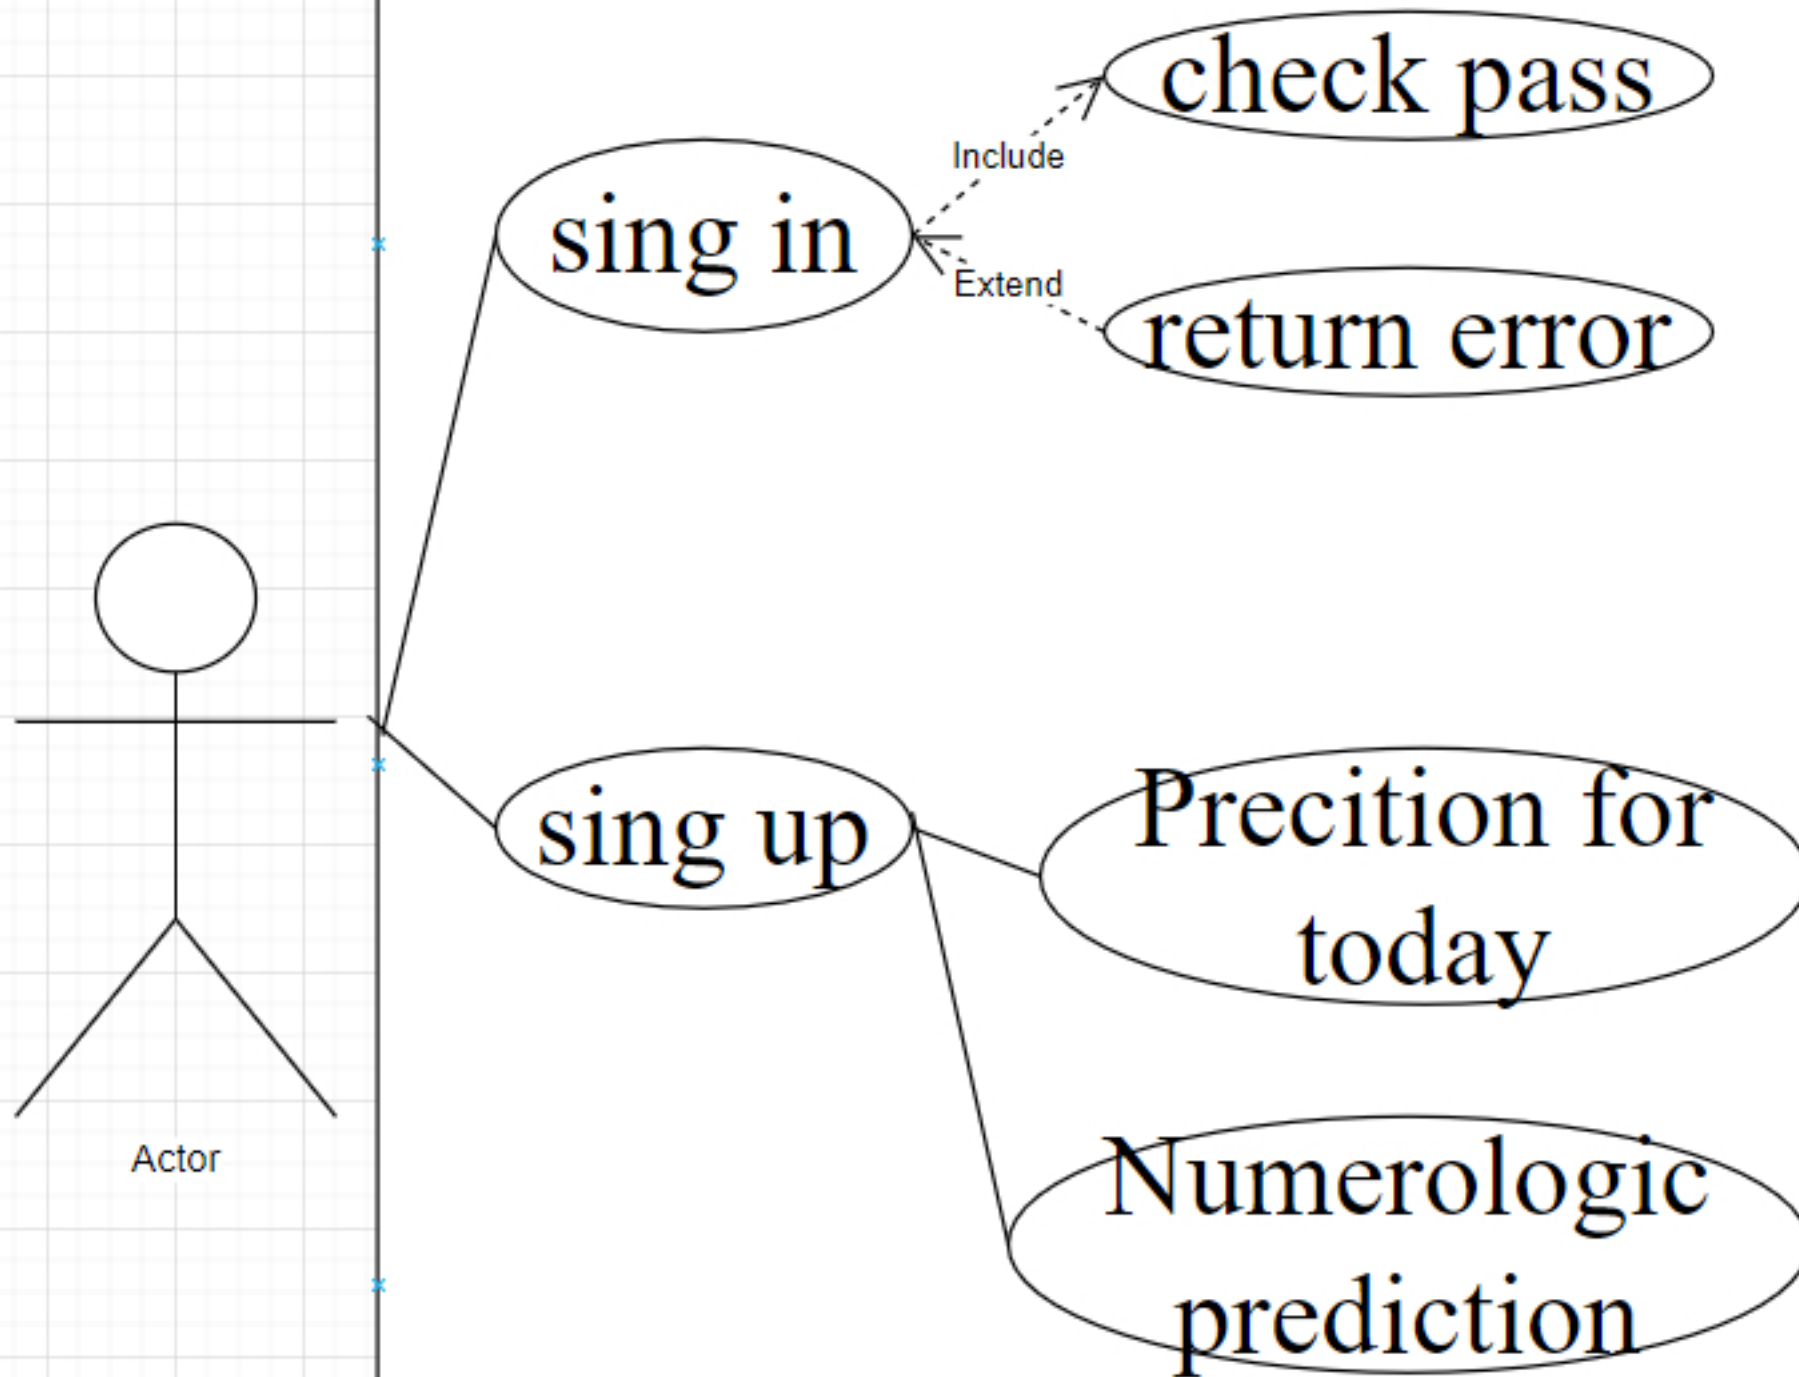 check pass
Include
sing in
Extend
return error
sing up
Precition for
today
Actor
Numerologic
prediction